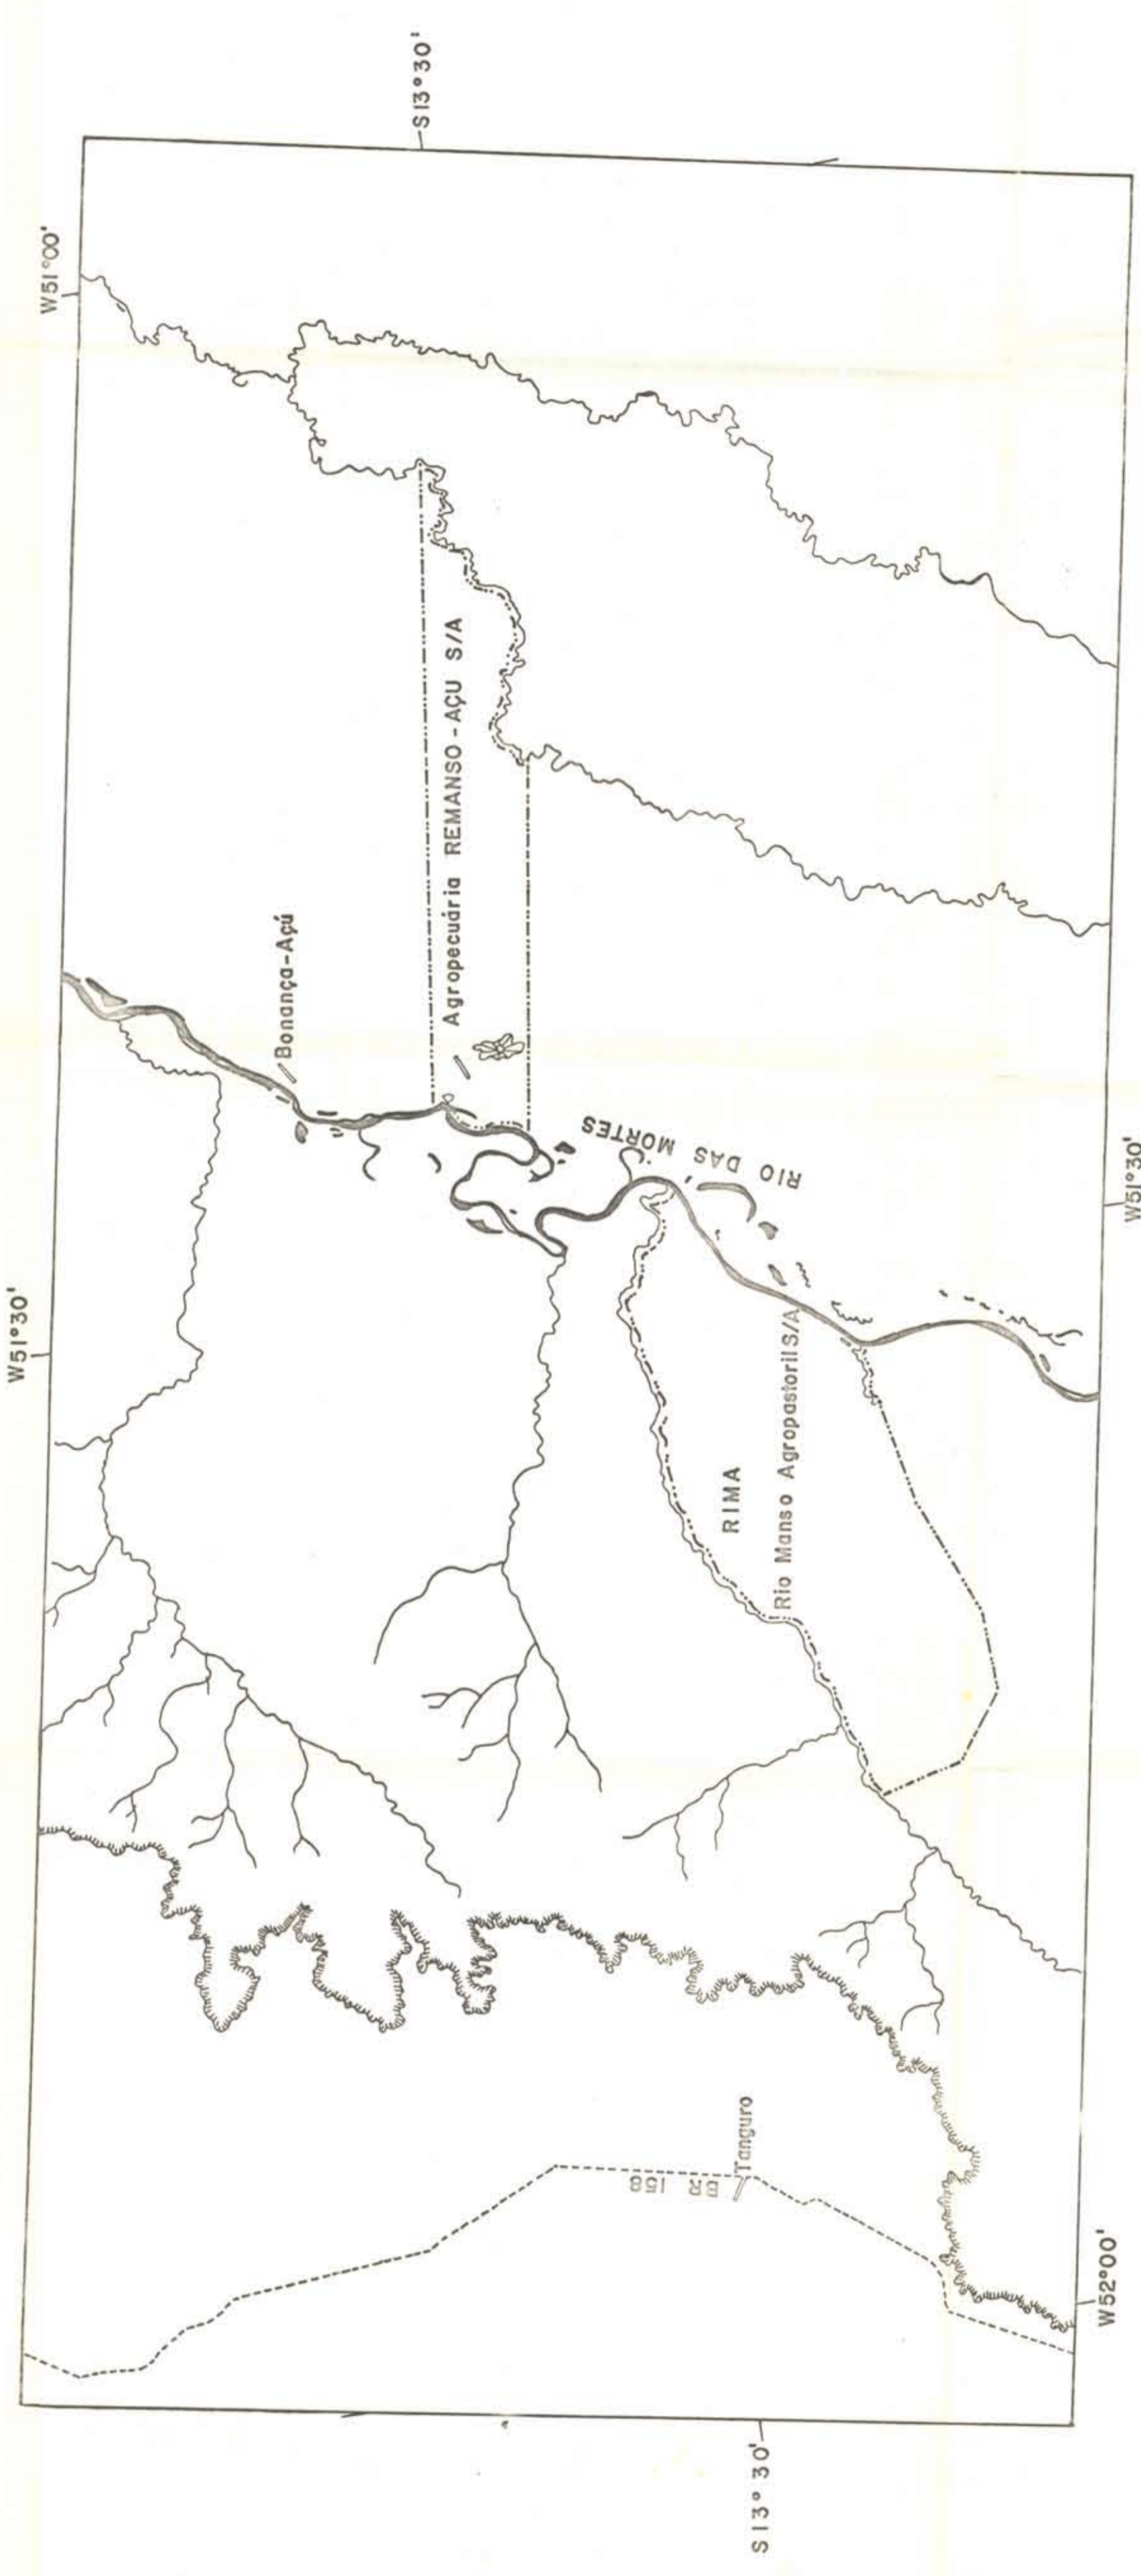 W51°00'
S13°30'
W51°30'
Bonança-Açú
Agropecuária REMANSO-AÇU S/A
RIO DAS MORTES
RIMA
Rio Manso Agropastoril S/A
W51°30'
BR 158
Tanguro
W52°00'
S13° 30'